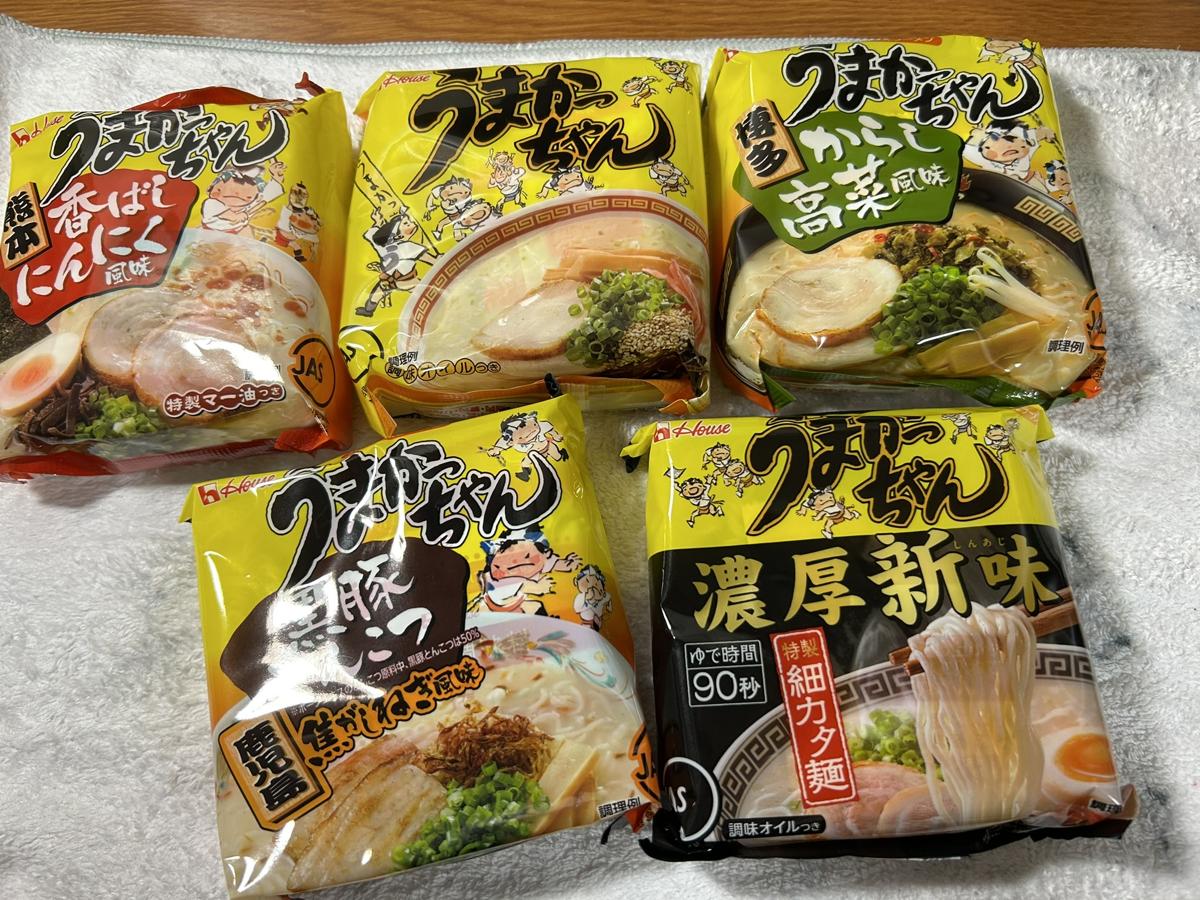 House
うまかっちゃん
熊本
香ばし
にんにく
風味
特製マー油つき
JAS
House
うまかっちゃん
調理例
調味オイルつき
うまかっちゃん
博多
からし
高菜風味
調理例
House
うまかっちゃん
黒豚
とんこつ
焦がしねぎ風味
鹿児島
調理例
House
うまかっちゃん
しんあじ
濃厚新味
ゆで時間
90秒
特製
細カタ麺
調味オイルつき
調理